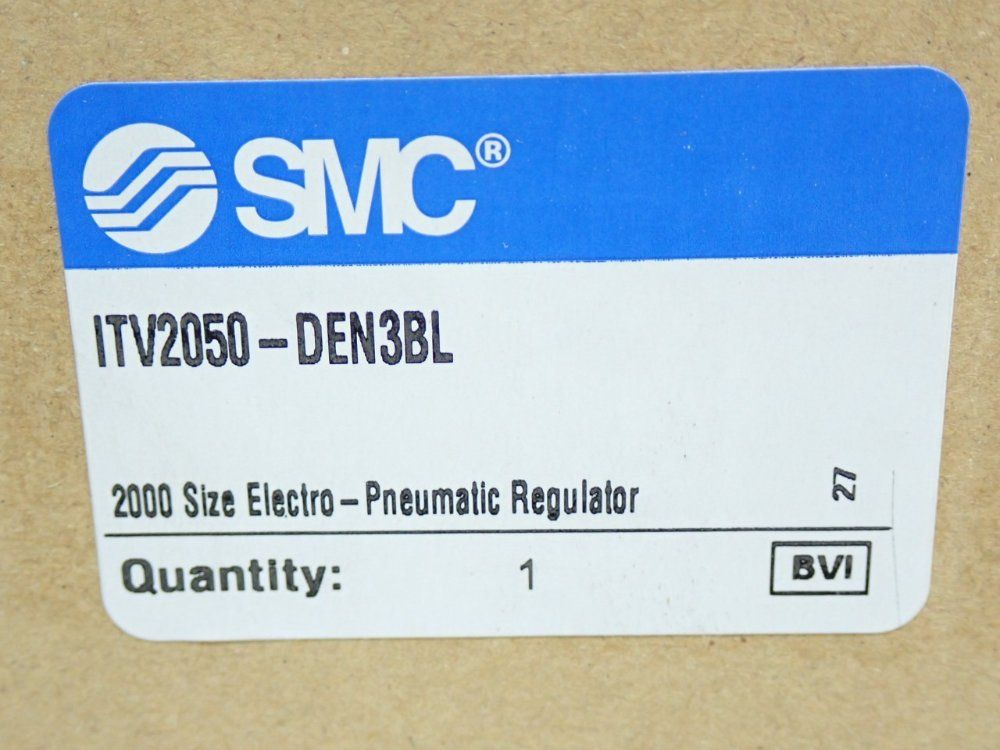 SMC®
ITV2050-DEN3BL
2000 Size Electro-Pneumatic Regulator
27
Quantity: 1
BVI